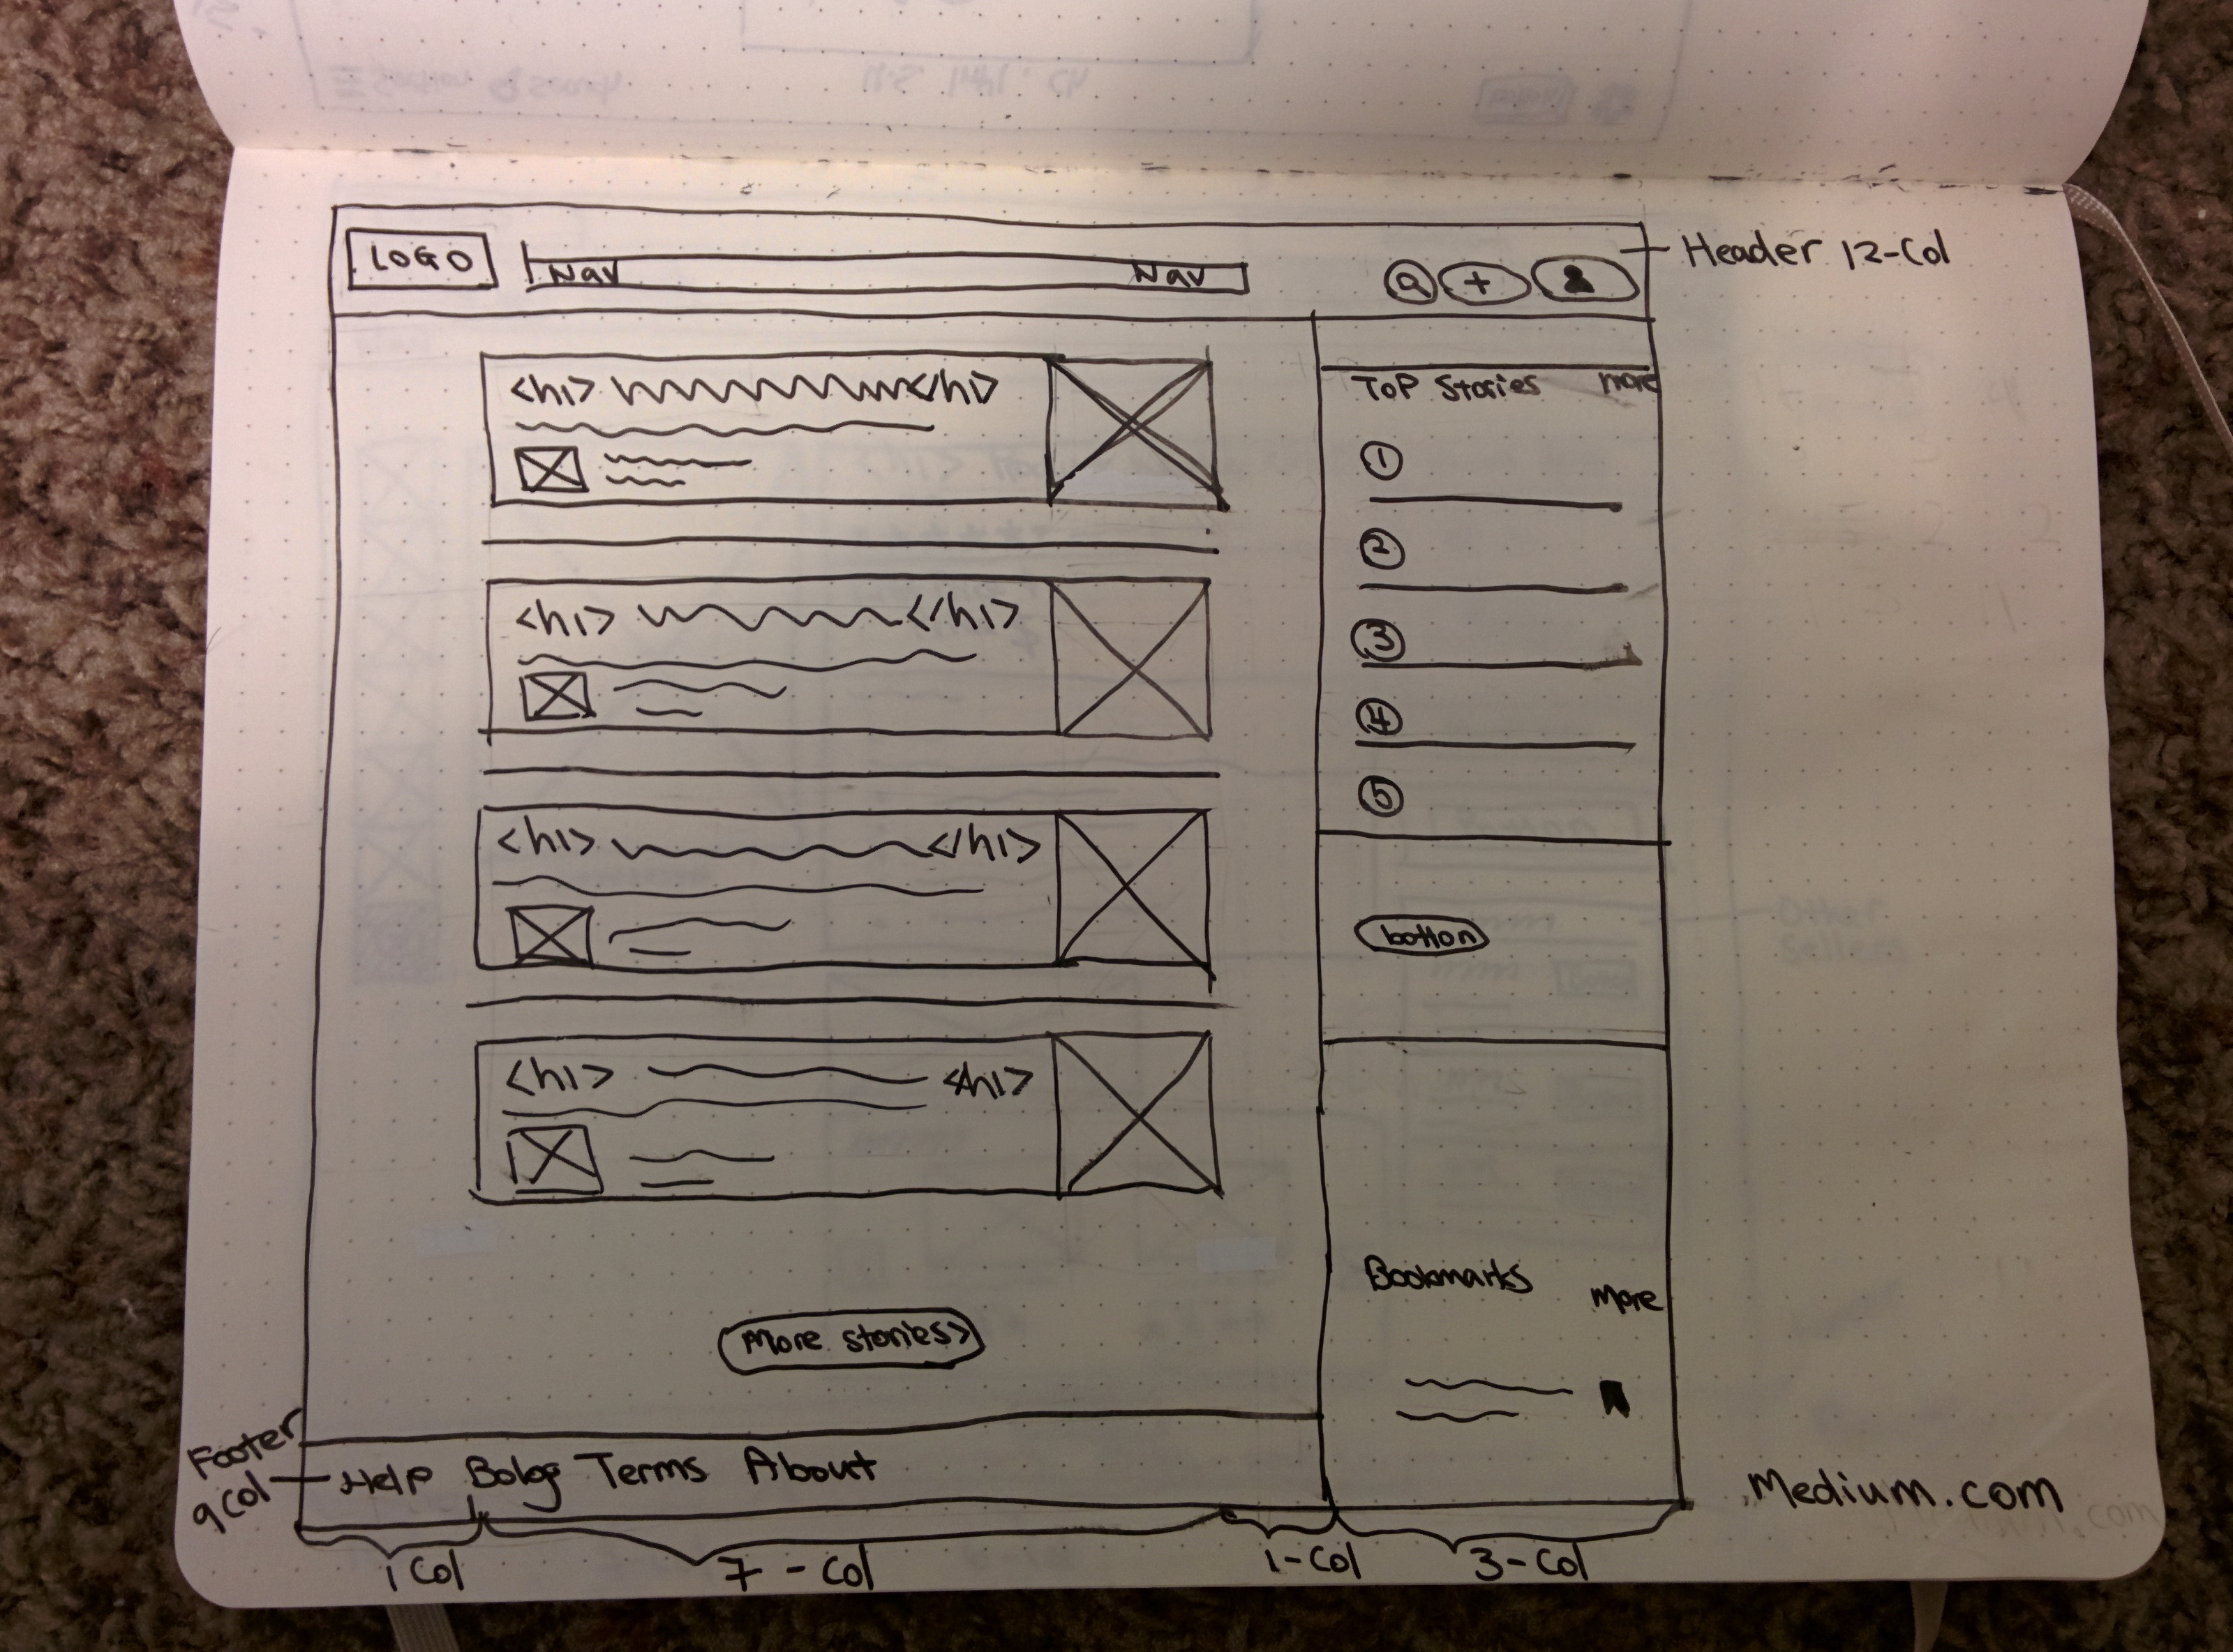 LOGO
Nav Nav
+
Header 12-Col
<h1> </h1>
<h1> </h1>
<h1> </h1>
<h1> <h1>
Top Stories more
1
2
3
4
5
button
Bookmarks
more
More stories>
Footer
9 Col
Help Bolog Terms About
1 Col
7 - Col
1-Col
3-Col
Medium.com